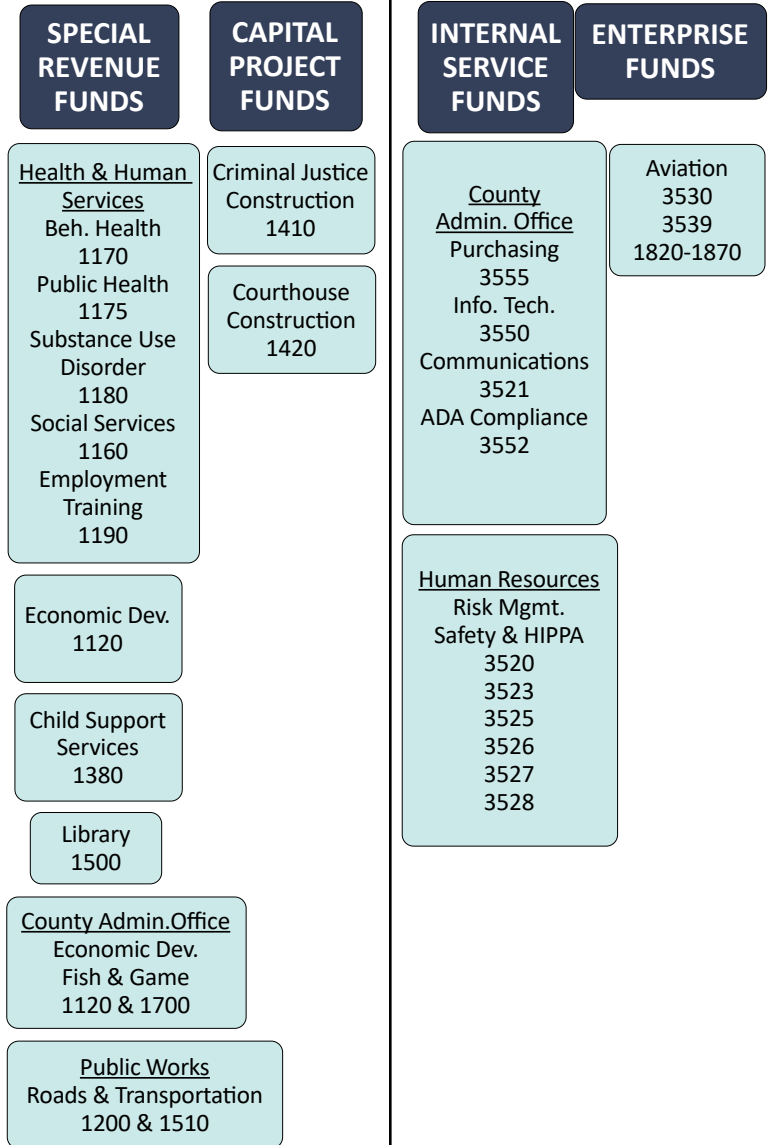 SPECIAL
REVENUE
FUNDS
Health & Human
Services
Beh. Health
1170
Public Health
1175
Substance Use
Disorder
1180
Social Services
1160
Employment
Training
1190
Economic Dev.
1120
Child Support
Services
1380
Library
1500
County Admin.Office
Economic Dev.
Fish & Game
1120 & 1700
Public Works
Roads & Transportation
1200 & 1510
CAPITAL
PROJECT
FUNDS
Criminal Justice
Construction
1410
Courthouse
Construction
1420
INTERNAL
SERVICE
FUNDS
County
Admin. Office
Purchasing
3555
Info. Tech.
3550
Communications
3521
ADA Compliance
3552
Human Resources
Risk Mgmt.
Safety & HIPPA
3520
3523
3525
3526
3527
3528
ENTERPRISE
FUNDS
Aviation
3530
3539
1820-1870